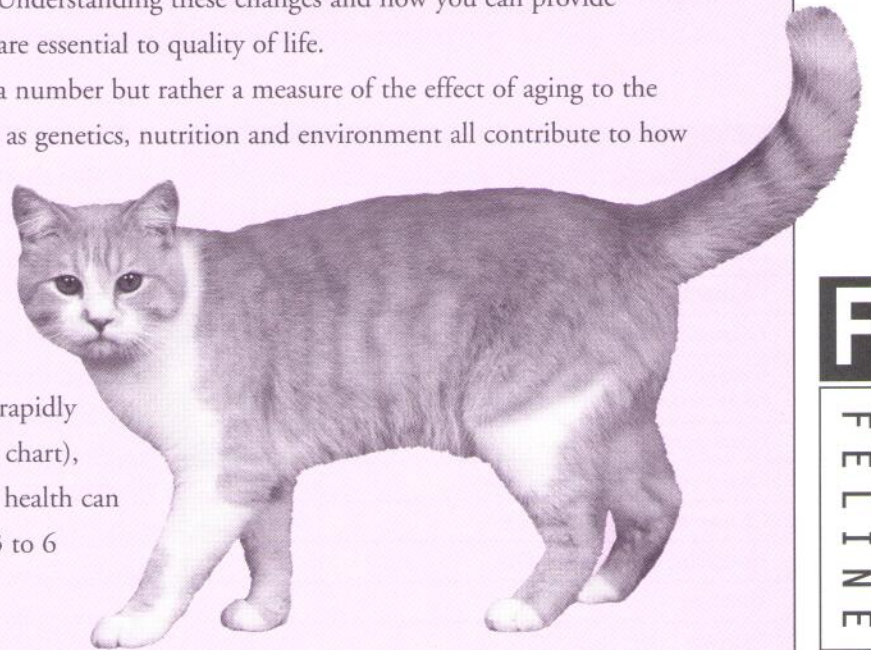 Understanding these changes and how you can provide
are essential to quality of life.
a number but rather a measure of the effect of aging to the
as genetics, nutrition and environment all contribute to how
rapidly
chart),
health can
to 6
F
FELINE